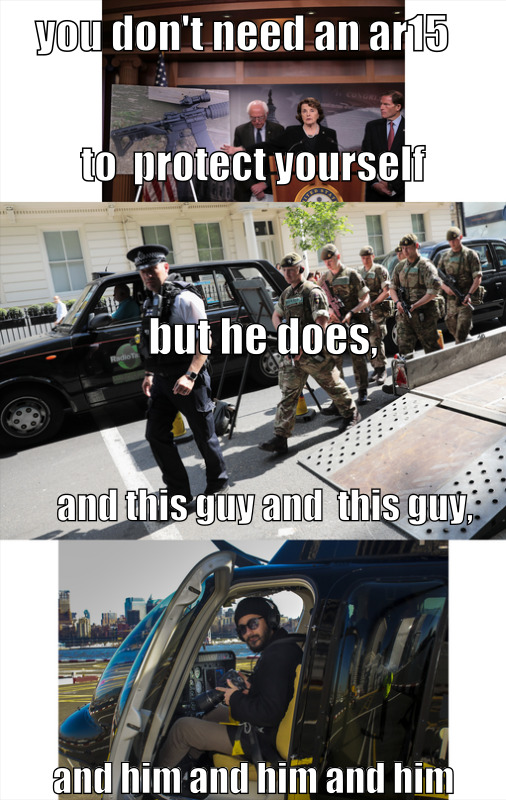 you don't need an ar15
to protect yourself
but he does,
RadioTa
and this guy and this guy,
and him and him and him